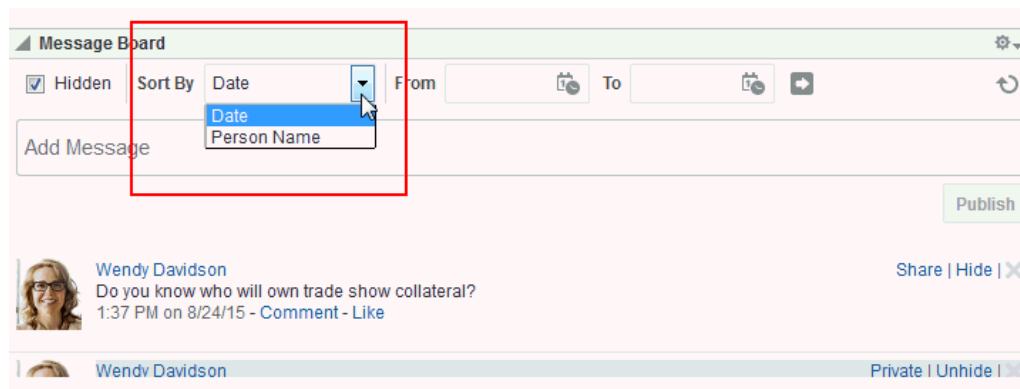 Message Board
Hidden Sort By Date From To
Date
Person Name
Add Message
Publish
Wendy Davidson Share | Hide |
Do you know who will own trade show collateral?
1:37 PM on 8/24/15 - Comment - Like
Wendy Davidson Private | Unhide |